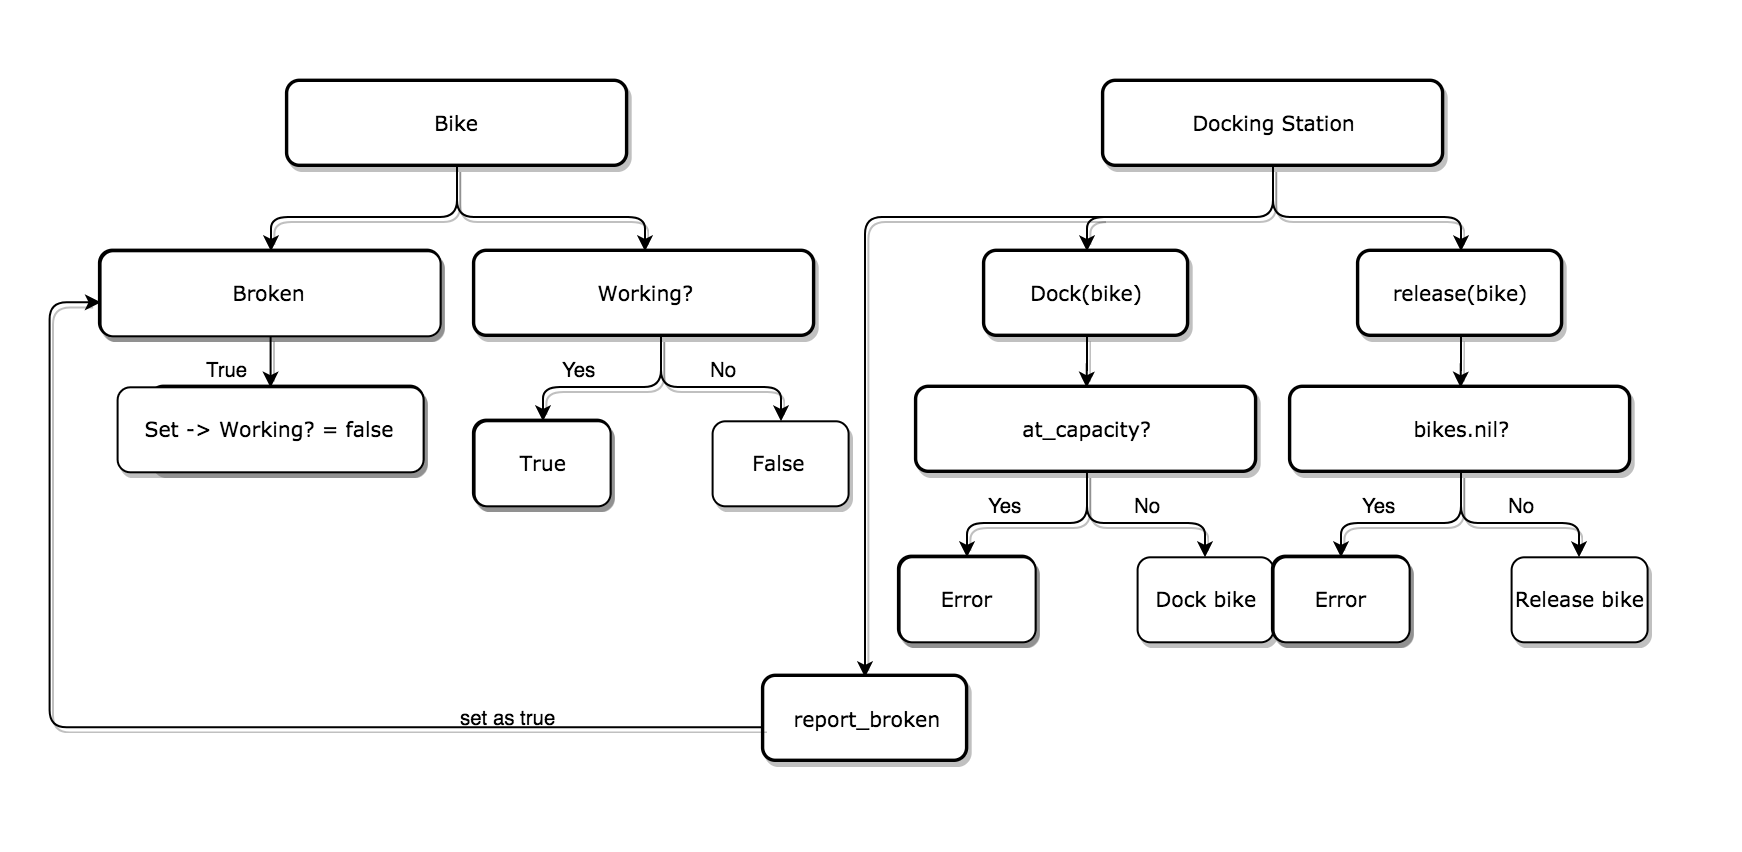 Bike
Docking Station
Broken
Working?
Dock(bike)
release(bike)
True
Yes
No
Set -> Working? = false
at_capacity?
bikes.nil?
True
False
Yes
No
Yes
No
Error
Dock bike
Error
Release bike
set as true
report_broken